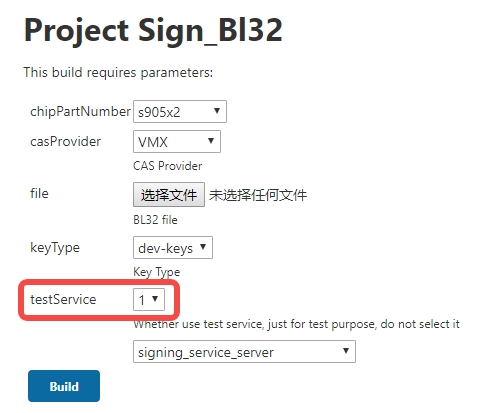 Project Sign_Bl32
This build requires parameters:
chipPartNumber s905x2
casProvider VMX
CAS Provider
file 选择文件 未选择任何文件
BL32 file
keyType dev-keys
Key Type
testService 1
Whether use test service, just for test purpose, do not select it
signing_service_server
Build